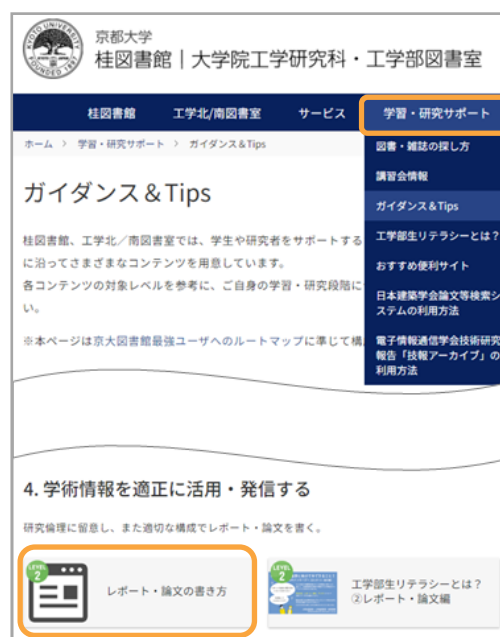 京都大学
桂図書館｜大学院工学研究科・工学部図書室
桂図書館 工学北/南図書室 サービス 学習・研究サポート
ホーム > 学習・研究サポート > ガイダンス&Tips
図書・雑誌の探し方
講習会情報
ガイダンス＆Tips
工学部生リテラシーとは？
おすすめ便利サイト
日本建築学会論文等検索シ
ステムの利用方法
電子情報通信学会技術研究
報告「技報アーカイブ」の
利用方法
ガイダンス＆Tips
桂図書館、工学北／南図書室では、学生や研究者をサポートする
に沿ってさまざまなコンテンツを用意しています。
各コンテンツの対象レベルを参考に、ご自身の学習・研究段階に
い。
※本ページは京大図書館最強ユーザへのルートマップに準じて構
4. 学術情報を適正に活用・発信する
研究倫理に留意し、また適切な構成でレポート・論文を書く。
LEVEL
2
レポート・論文の書き方
LEVEL
2
工学部生リテラシーとは？
②レポート・論文編